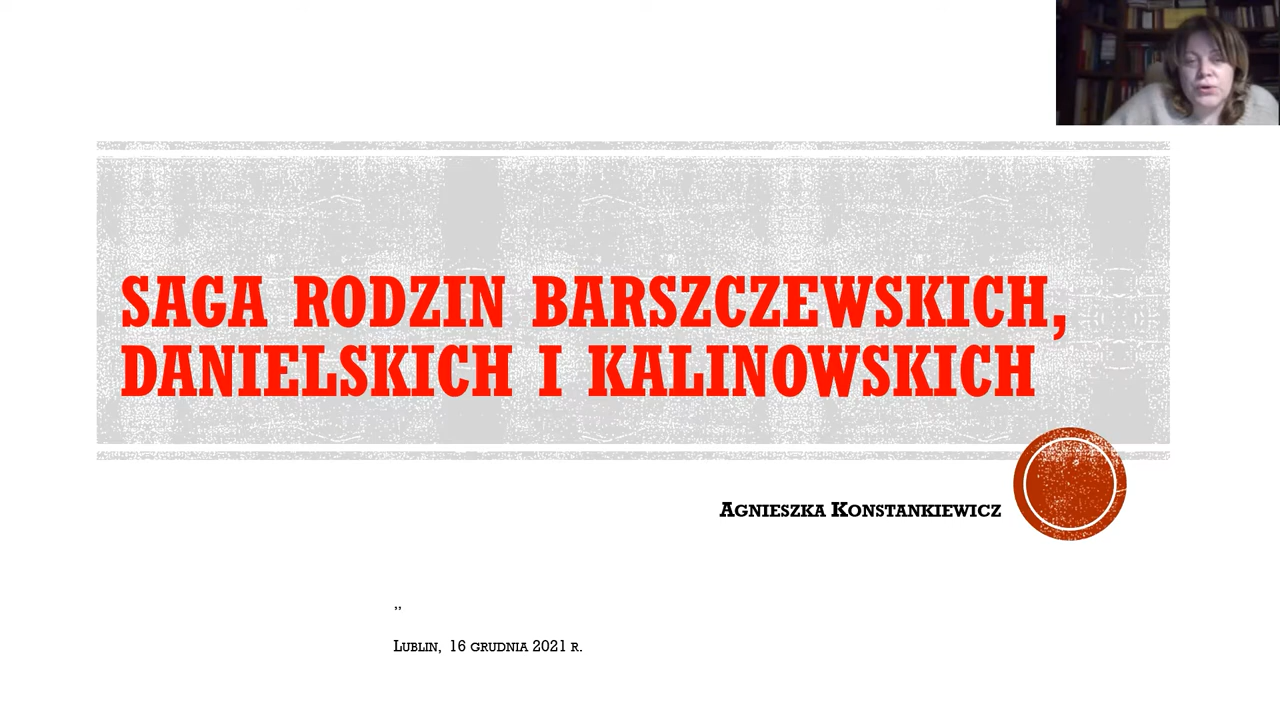 SAGA RODZIN BARSZCZEWSKICH,
DANIELSKICH I KALINOWSKICH
AGNIESZKA KONSTANKIEWICZ
,,
LUBLIN, 16 GRUDNIA 2021 R.